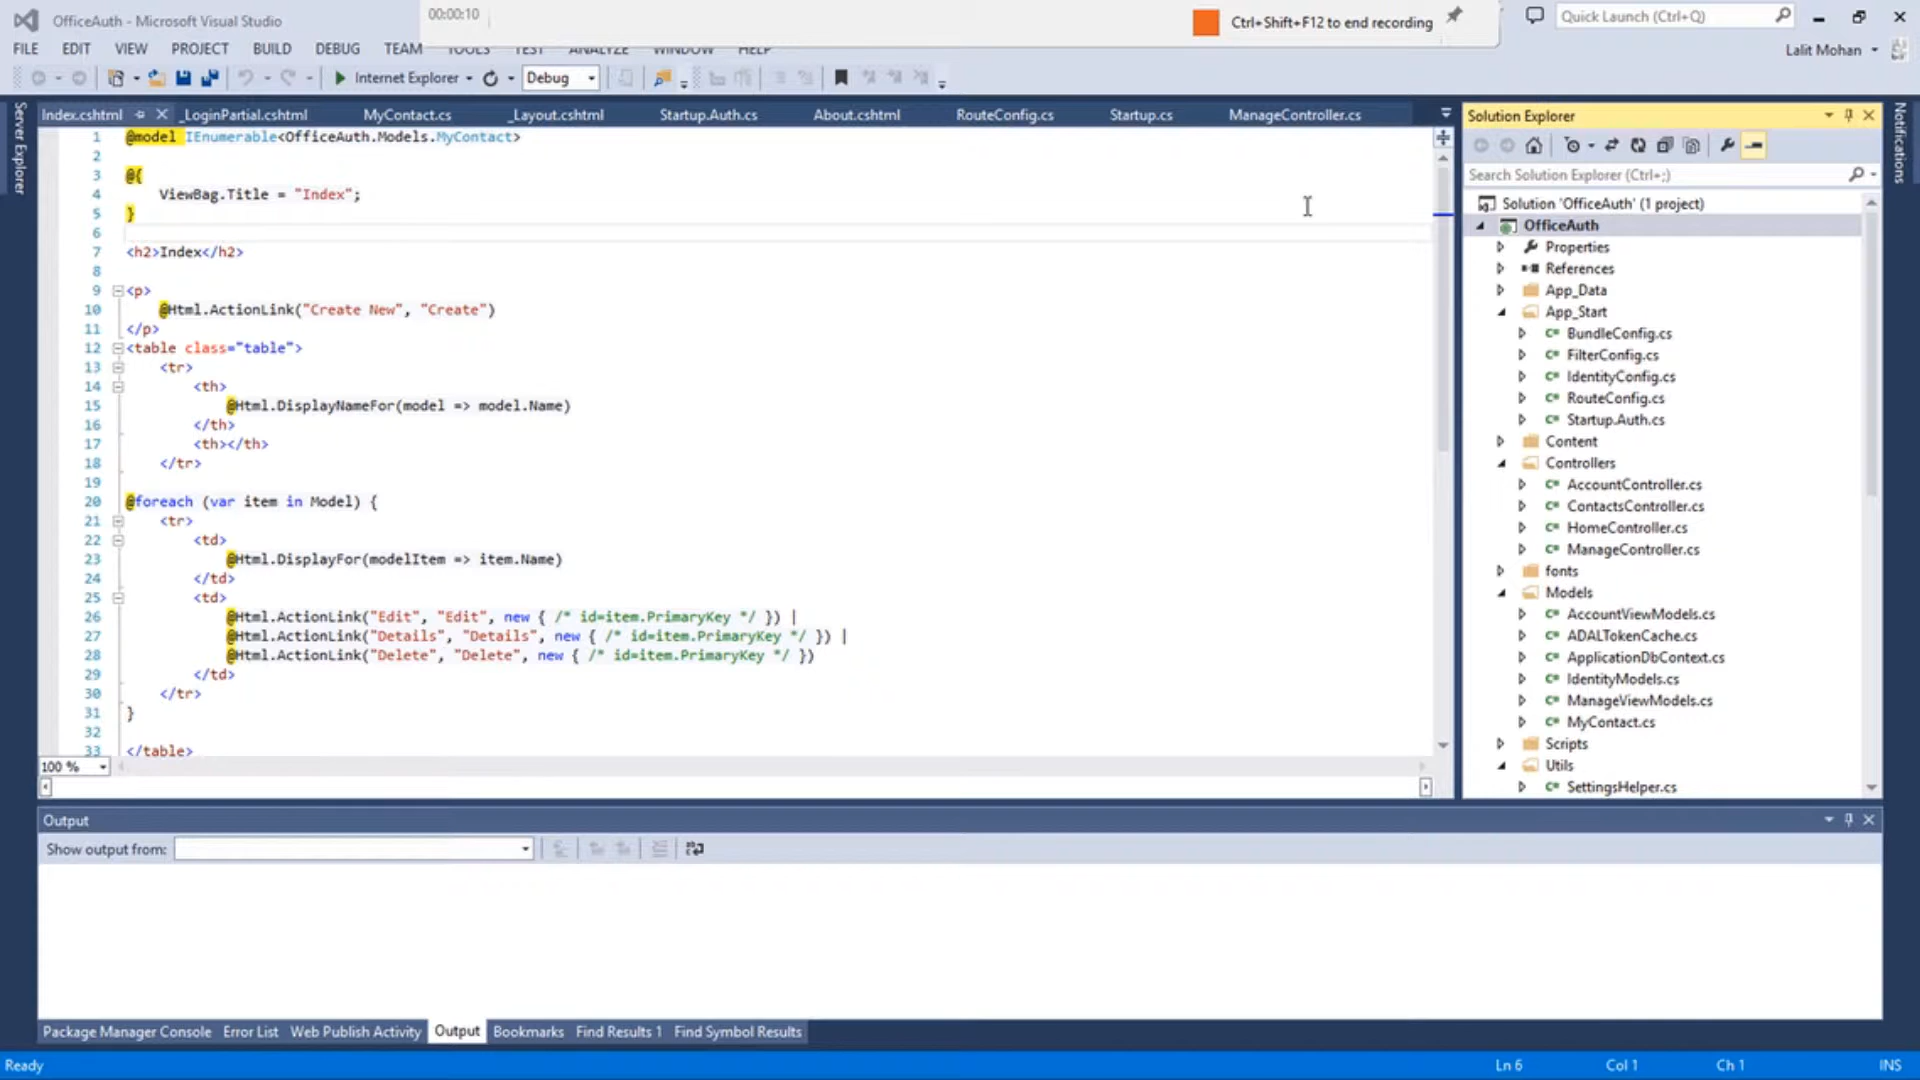 OfficeAuth - Microsoft Visual Studio
00:00:10
Ctrl+Shift+F12 to end recording
Quick Launch (Ctrl+Q)
FILE EDIT VIEW PROJECT BUILD DEBUG TEAM TOOLS TEST ANALYZE WINDOW HELP
Lalit Mohan
Internet Explorer
Debug
Server Explorer
Index.cshtml _LoginPartial.cshtml MyContact.cs _Layout.cshtml Startup.Auth.cs About.cshtml RouteConfig.cs Startup.cs ManageController.cs
1 @model IEnumerable<OfficeAuth.Models.MyContact>
2
3 @{
4 ViewBag.Title = "Index";
5 }
6
7 <h2>Index</h2>
8
9 <p>
10 @Html.ActionLink("Create New", "Create")
11 </p>
12 <table class="table">
13 <tr>
14 <th>
15 @Html.DisplayNameFor(model => model.Name)
16 </th>
17 <th></th>
18 </tr>
19
20 @foreach (var item in Model) {
21 <tr>
22 <td>
23 @Html.DisplayFor(modelItem => item.Name)
24 </td>
25 <td>
26 @Html.ActionLink("Edit", "Edit", new { /* id=item.PrimaryKey */ }) |
27 @Html.ActionLink("Details", "Details", new { /* id=item.PrimaryKey */ }) |
28 @Html.ActionLink("Delete", "Delete", new { /* id=item.PrimaryKey */ })
29 </td>
30 </tr>
31 }
32
33 </table>
100 %
Solution Explorer
Search Solution Explorer (Ctrl+;)
Solution 'OfficeAuth' (1 project)
OfficeAuth
Properties
References
App_Data
App_Start
C# BundleConfig.cs
C# FilterConfig.cs
C# IdentityConfig.cs
C# RouteConfig.cs
C# Startup.Auth.cs
Content
Controllers
C# AccountController.cs
C# ContactsController.cs
C# HomeController.cs
C# ManageController.cs
fonts
Models
C# AccountViewModels.cs
C# ADALTokenCache.cs
C# ApplicationDbContext.cs
C# IdentityModels.cs
C# ManageViewModels.cs
C# MyContact.cs
Scripts
Utils
C# SettingsHelper.cs
Notifications
Output
Show output from:
Package Manager Console Error List Web Publish Activity Output Bookmarks Find Results 1 Find Symbol Results
Ready
Ln 6 Col 1 Ch 1 INS